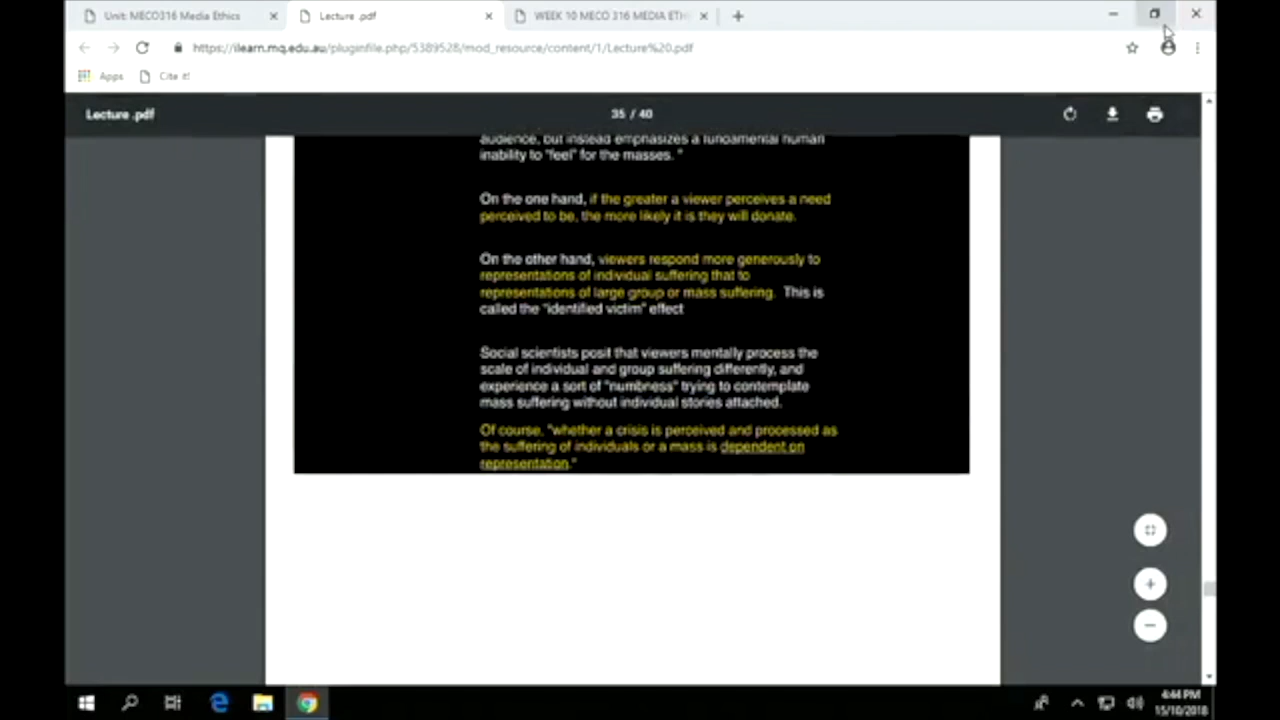 Unit: MECO316 Media Ethics
Lecture .pdf
WEEK 10 MECO 316 MEDIA ETH
https://ilearn.mq.edu.au/pluginfile.php/5389528/mod_resource/content/1/Lecture%20.pdf
Apps
Cite it!
Lecture .pdf
35 / 40
audience, but instead emphasizes a fundamental human
inability to "feel" for the masses. "
On the one hand, if the greater a viewer perceives a need
perceived to be, the more likely it is they will donate.
On the other hand, viewers respond more generously to
representations of individual suffering that to
representations of large group or mass suffering. This is
called the "identified victim" effect
Social scientists posit that viewers mentally process the
scale of individual and group suffering differently, and
experience a sort of "numbness" trying to contemplate
mass suffering without individual stories attached.
Of course, "whether a crisis is perceived and processed as
the suffering of individuals or a mass is dependent on
representation."
4:44 PM
15/10/2018